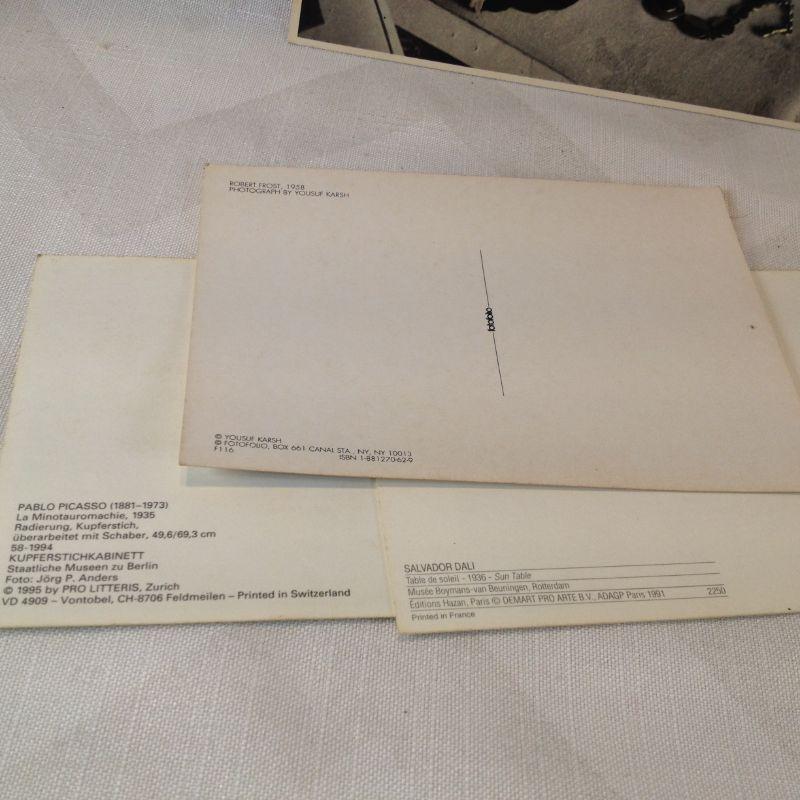 ROBERT FROST, 1958
PHOTOGRAPH BY YOUSUF KARSH
fotofolio
© YOUSUF KARSH
© FOTOFOLIO, BOX 661 CANAL STA., NY, NY 10013
F116
ISBN 1-881270-62-9
PABLO PICASSO (1881–1973)
La Minotauromachie, 1935
Radierung, Kupferstich,
überarbeitet mit Schaber, 49,6/69,3 cm
58-1994
KUPFERSTICHKABINETT
Staatliche Museen zu Berlin
Foto: Jörg P. Anders
© 1995 by PRO LITTERIS, Zurich
VD 4909 – Vontobel, CH-8706 Feldmeilen – Printed in Switzerland
SALVADOR DALI
Table de soleil - 1936 - Sun Table
Musée Boymans-van Beuningen, Rotterdam
Editions Hazan, Paris © DEMART PRO ARTE B.V., ADAGP Paris 1991 2250
Printed in France